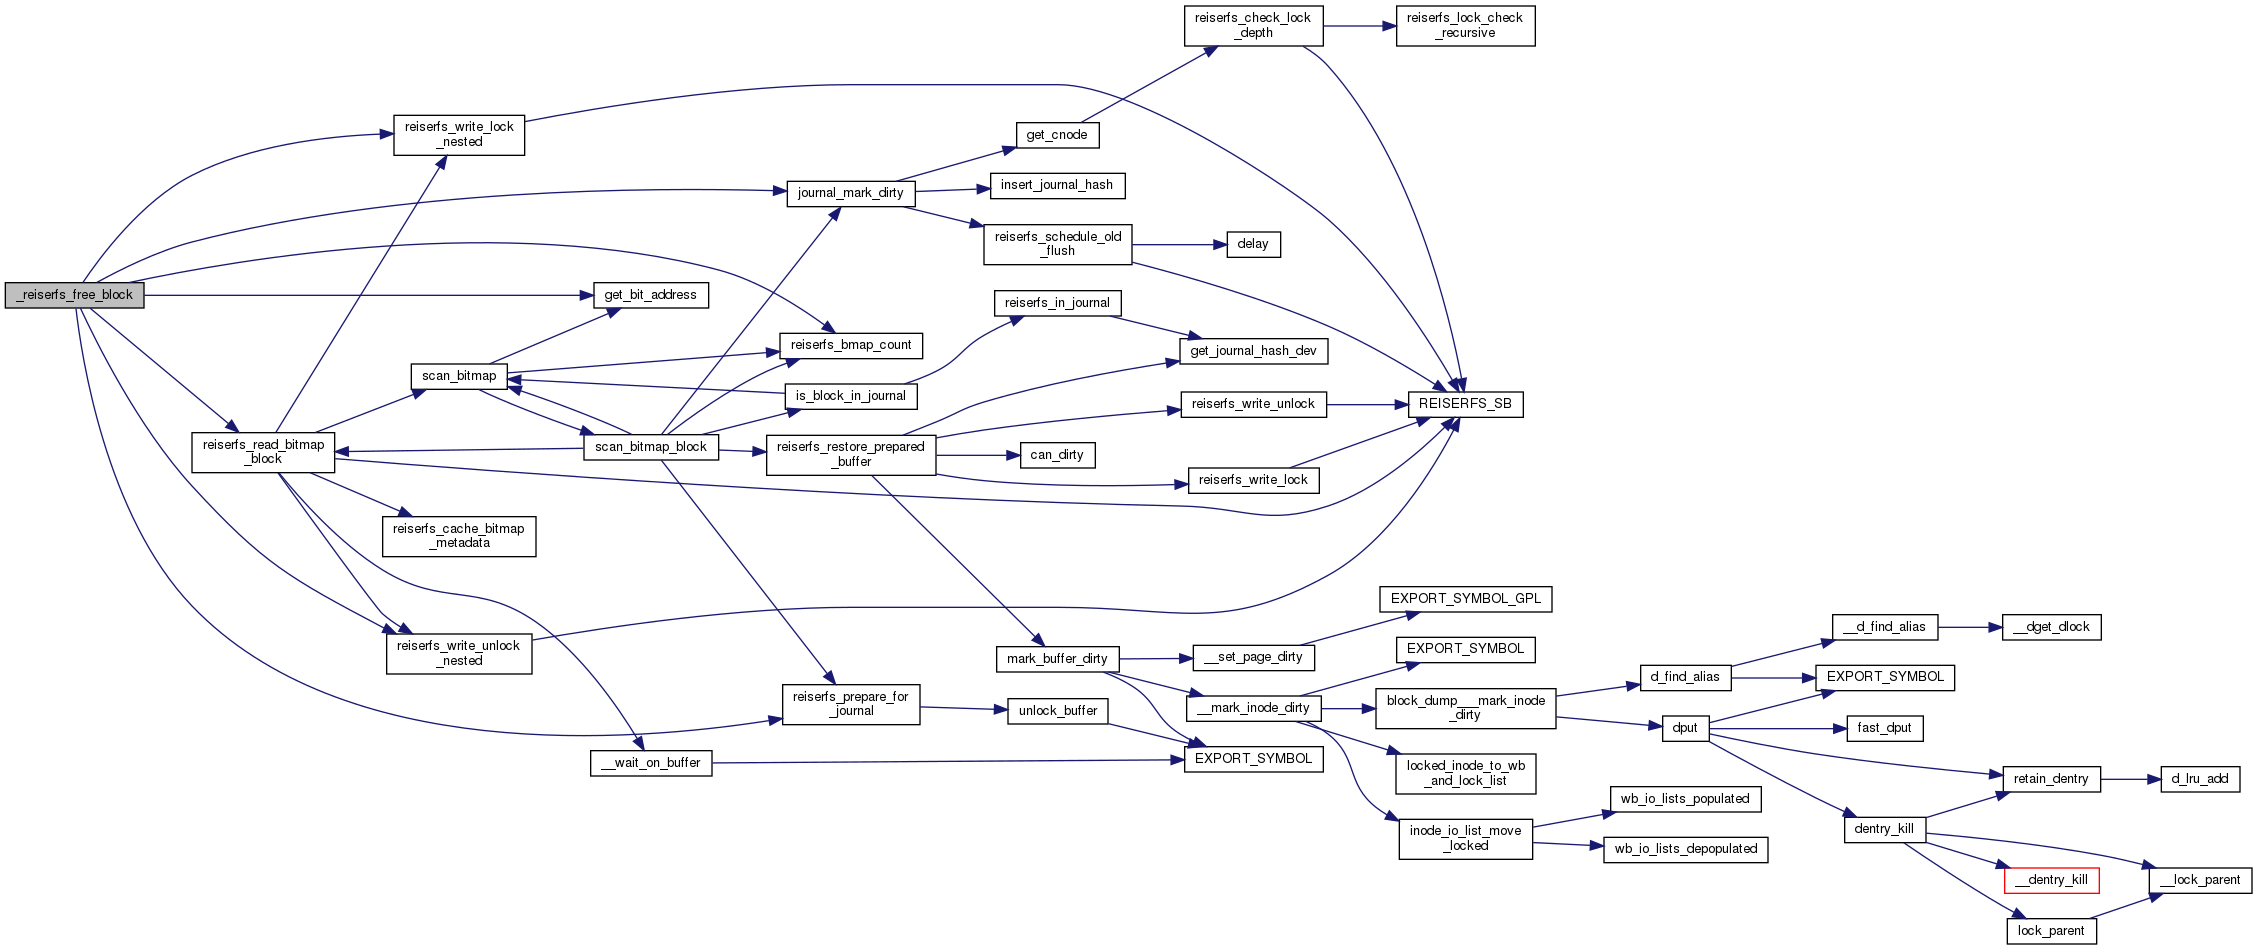 reiserfs_check_lock
_depth
reiserfs_lock_check
_recursive
reiserfs_write_lock
_nested
get_cnode
journal_mark_dirty
insert_journal_hash
reiserfs_schedule_old
_flush
delay
_reiserfs_free_block
get_bit_address
reiserfs_in_journal
reiserfs_bmap_count
get_journal_hash_dev
scan_bitmap
is_block_in_journal
reiserfs_write_unlock
REISERFS_SB
reiserfs_read_bitmap
_block
scan_bitmap_block
reiserfs_restore_prepared
_buffer
can_dirty
reiserfs_write_lock
reiserfs_cache_bitmap
_metadata
EXPORT_SYMBOL_GPL
__d_find_alias
__dget_dlock
reiserfs_write_unlock
_nested
mark_buffer_dirty
__set_page_dirty
EXPORT_SYMBOL
d_find_alias
EXPORT_SYMBOL
reiserfs_prepare_for
_journal
unlock_buffer
__mark_inode_dirty
block_dump___mark_inode
_dirty
dput
fast_dput
__wait_on_buffer
EXPORT_SYMBOL
locked_inode_to_wb
_and_lock_list
retain_dentry
d_lru_add
wb_io_lists_populated
inode_io_list_move
_locked
dentry_kill
wb_io_lists_depopulated
__dentry_kill
__lock_parent
lock_parent